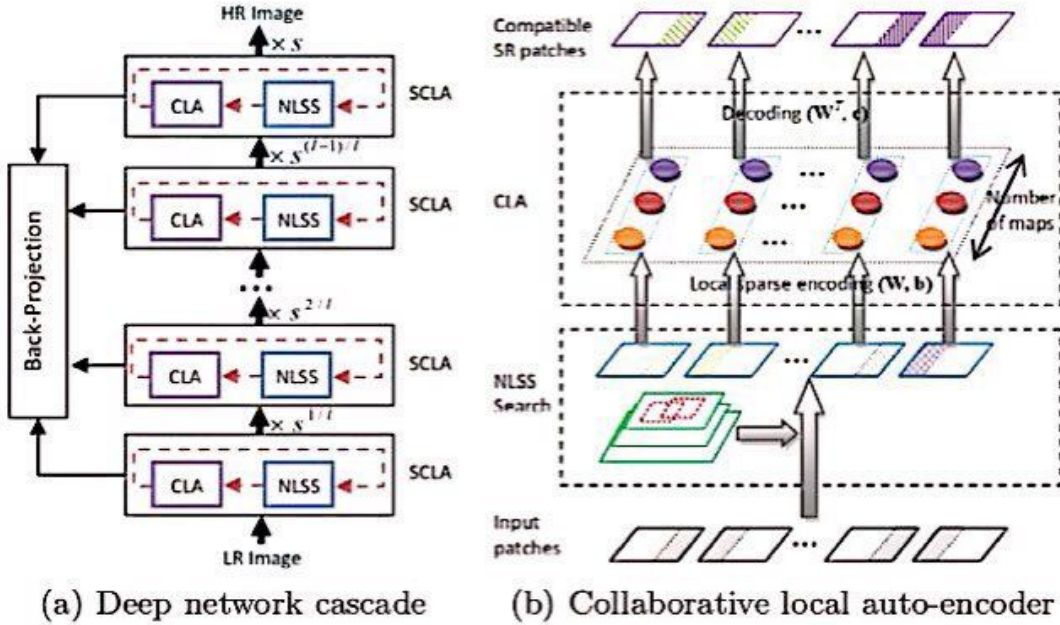 HR Image
× s
CLA
NLSS
SCLA
× s^(l-1)/l
CLA
NLSS
SCLA
...
× s^2/l
CLA
NLSS
SCLA
× s^1/l
CLA
NLSS
SCLA
LR Image
Back-Projection
(a) Deep network cascade
Compatible
SR patches
...
Decoding (W^T, c)
CLA
...
...
...
Number
of maps
Local Sparse encoding (W, b)
NLSS
Search
...
Input
patches
...
(b) Collaborative local auto-encoder